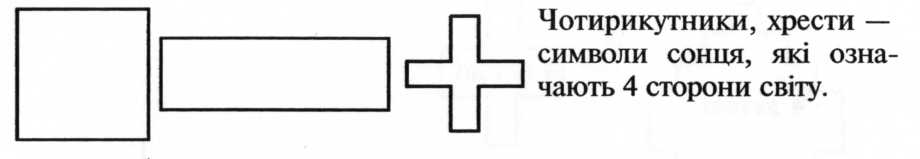 Чотирикутники, хрести —
символи сонця, які озна-
чають 4 сторони світу.